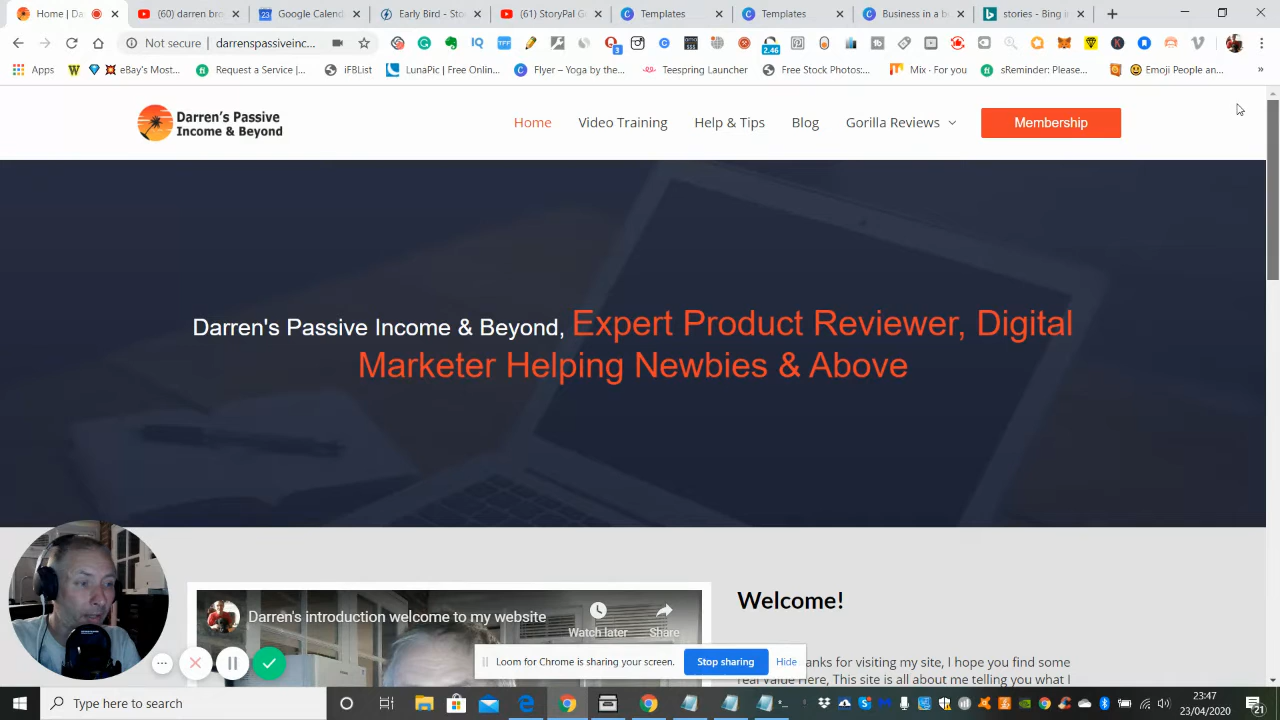 Home | Da
(60) darren bro
Google Calend
23
Early Bird - Sto
(61) StoryPal G
Templates
Templates
Business in a b
stories - Bing i
Not secure
darrenspassiveinc...
3
2.46
Apps
eBay's Most...
Request a Service |...
iFBList
LunaPic | Free Onlin...
Flyer – Yoga by the...
Teespring Launcher
Free Stock Photos:...
Mix · For you
sReminder: Please...
Emoji People an...
Darren's Passive
Income & Beyond
Home
Video Training
Help & Tips
Blog
Gorilla Reviews
Membership
Darren's Passive Income & Beyond, Expert Product Reviewer, Digital
Marketer Helping Newbies & Above
Darren's introduction welcome to my website
Watch later
Share
Welcome!
anks for visiting my site, I hope you find some
real value Here, This site is all about me telling you what I
Loom for Chrome is sharing your screen.
Stop sharing
Hide
Type here to search
23:47
23/04/2020
21